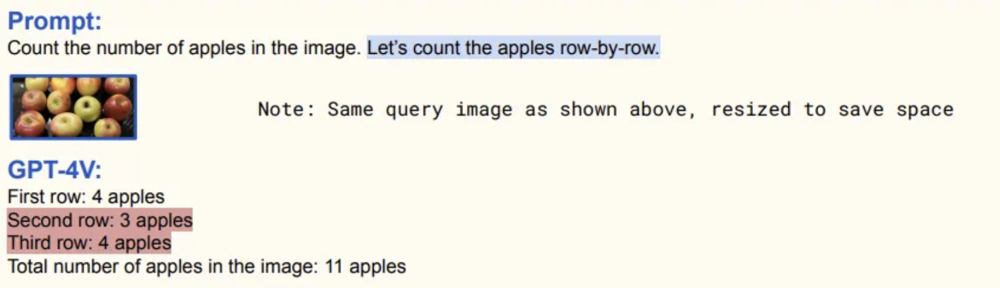 Prompt:
Count the number of apples in the image. Let’s count the apples row-by-row.
Note: Same query image as shown above, resized to save space
GPT-4V:
First row: 4 apples
Second row: 3 apples
Third row: 4 apples
Total number of apples in the image: 11 apples